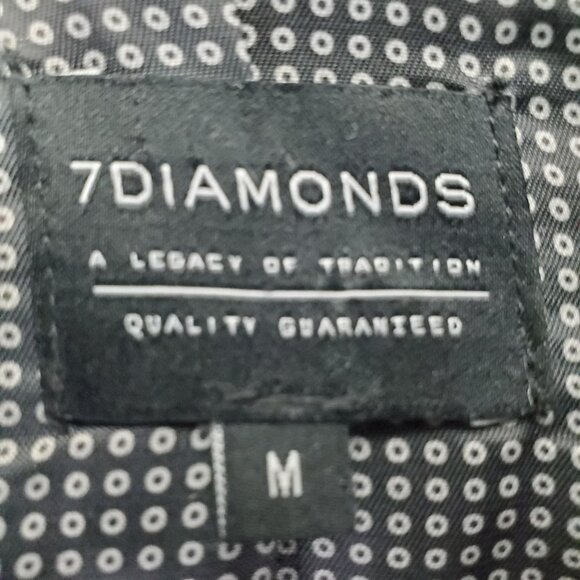 7DIAMONDS
A LEGACY OF TRADITION
QUALITY GUARANTEED
M